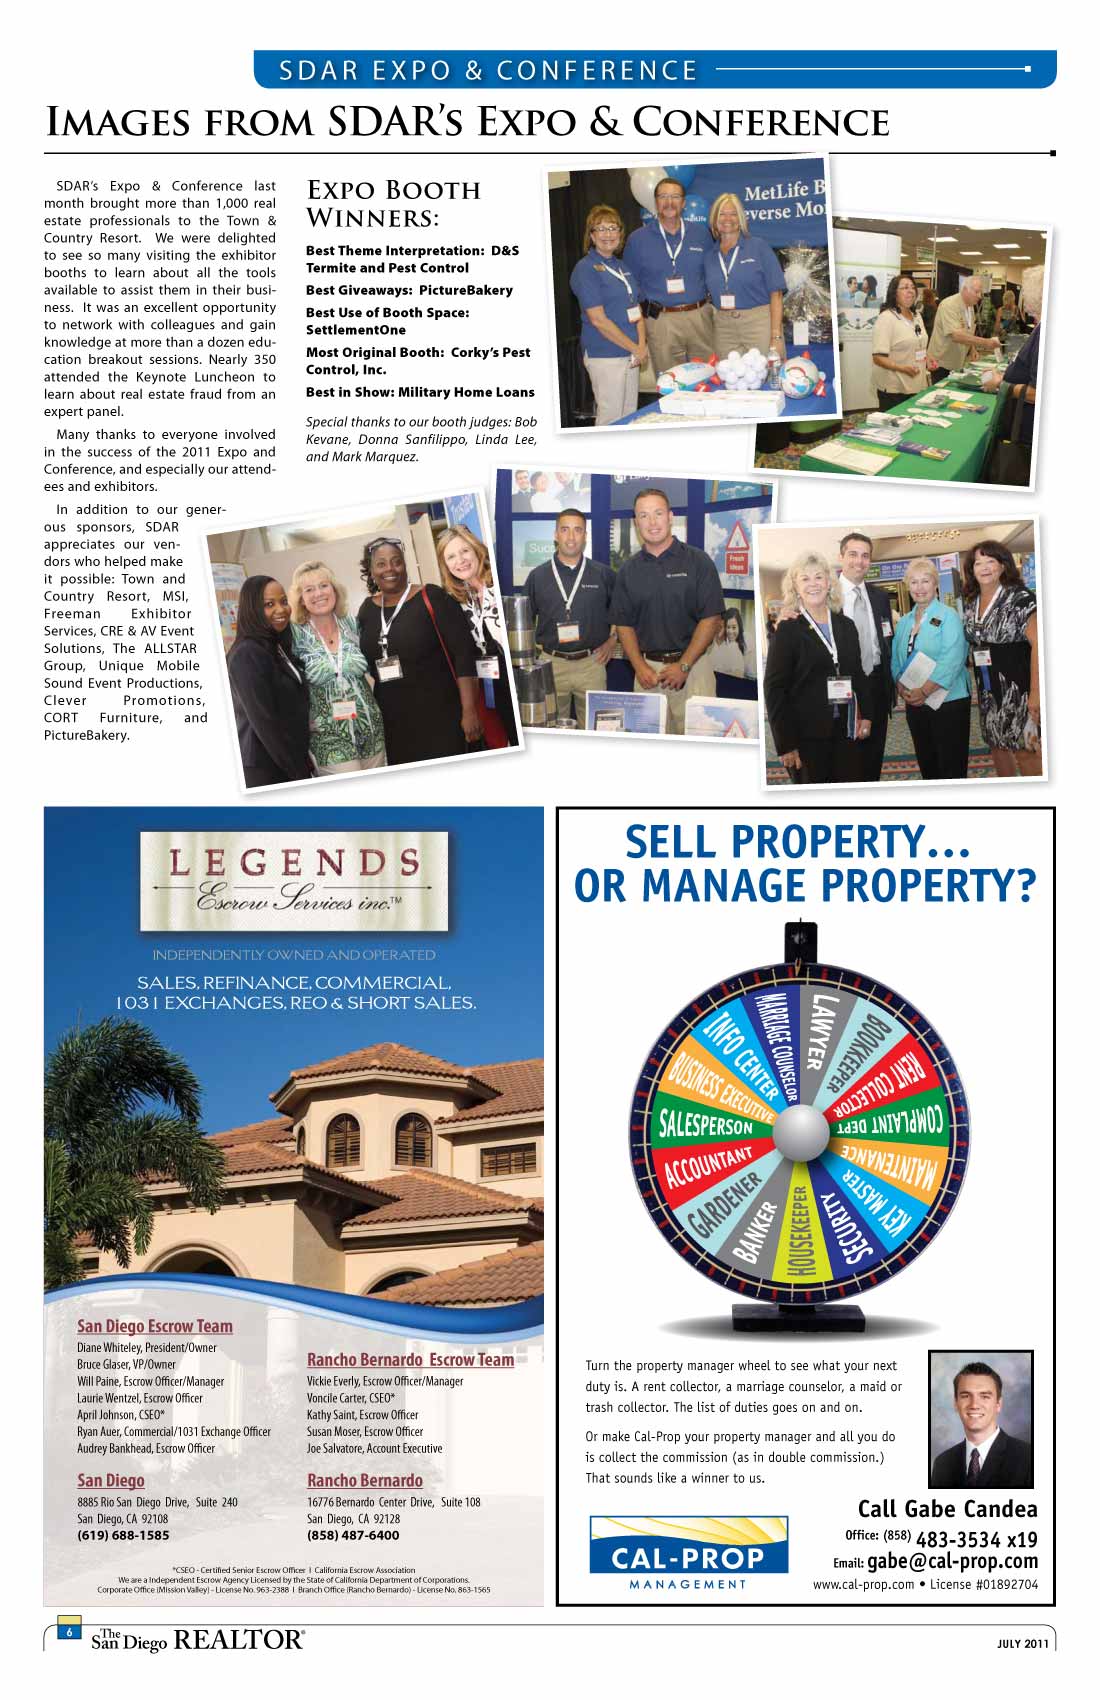 SDAR EXPO & CONFERENCE
IMAGES FROM SDAR'S EXPO & CONFERENCE
SDAR's Expo & Conference last
month brought more than 1,000 real
estate professionals to the Town &
Country Resort. We were delighted
to see so many visiting the exhibitor
booths to learn about all the tools
available to assist them in their busi-
ness. It was an excellent opportunity
to network with colleagues and gain
knowledge at more than a dozen edu-
cation breakout sessions. Nearly 350
attended the Keynote Luncheon to
learn about real estate fraud from an
expert panel.
Many thanks to everyone involved
in the success of the 2011 Expo and
Conference, and especially our attend-
ees and exhibitors.
In addition to our gener-
ous sponsors, SDAR
appreciates our ven-
dors who helped make
it possible: Town and
Country Resort, MSI,
Freeman Exhibitor
Services, CRE & AV Event
Solutions, The ALLSTAR
Group, Unique Mobile
Sound Event Productions,
Clever Promotions,
CORT Furniture, and
PictureBakery.
EXPO BOOTH
WINNERS:
Best Theme Interpretation: D&S
Termite and Pest Control
Best Giveaways: PictureBakery
Best Use of Booth Space:
SettlementOne
Most Original Booth: Corky's Pest
Control, Inc.
Best in Show: Military Home Loans
Special thanks to our booth judges: Bob
Kevane, Donna Sanfilippo, Linda Lee,
and Mark Marquez.
MetLife B
everse Mo
Fresh
Ideas
LEGENDS
Escrow Services inc.™
INDEPENDENTLY OWNED AND OPERATED
SALES, REFINANCE, COMMERCIAL,
1031 EXCHANGES, REO & SHORT SALES.
San Diego Escrow Team
Diane Whiteley, President/Owner
Bruce Glaser, VP/Owner
Will Paine, Escrow Officer/Manager
Laurie Wentzel, Escrow Officer
April Johnson, CSEO*
Ryan Auer, Commercial/1031 Exchange Officer
Audrey Bankhead, Escrow Officer
San Diego
8885 Rio San Diego Drive, Suite 240
San Diego, CA 92108
(619) 688-1585
Rancho Bernardo Escrow Team
Vickie Everly, Escrow Officer/Manager
Voncile Carter, CSEO*
Kathy Saint, Escrow Officer
Susan Moser, Escrow Officer
Joe Salvatore, Account Executive
Rancho Bernardo
16776 Bernardo Center Drive, Suite 108
San Diego, CA 92128
(858) 487-6400
*CSEO - Certified Senior Escrow Officer I California Escrow Association
We are a Independent Escrow Agency Licensed by the State of California Department of Corporations.
Corporate Office (Mission Valley) - License No. 963-2388 I Branch Office (Rancho Bernardo) - License No. 863-1565
SELL PROPERTY...
OR MANAGE PROPERTY?
LAWYER
BOOKKEEPER
RENT COLLECTOR
COMPLAINT DEPT
MAINTENANCE
KEY MASTER
SECURITY
HOUSEKEEPER
BANKER
GARDENER
ACCOUNTANT
SALESPERSON
BUSINESS EXECUTIVE
INFO CENTER
MARRIAGE COUNSELOR
Turn the property manager wheel to see what your next
duty is. A rent collector, a marriage counselor, a maid or
trash collector. The list of duties goes on and on.
Or make Cal-Prop your property manager and all you do
is collect the commission (as in double commission.)
That sounds like a winner to us.
CAL-PROP
MANAGEMENT
Call Gabe Candea
Office: (858) 483-3534 x19
Email: gabe@cal-prop.com
www.cal-prop.com • License #01892704
6
The San Diego REALTOR®
JULY 2011